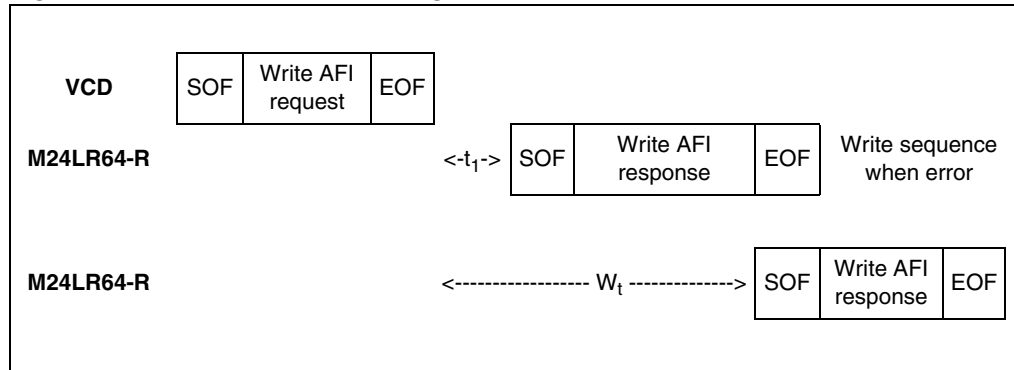 VCD SOF Write AFI request EOF
M24LR64-R <-t1-> SOF Write AFI response EOF Write sequence when error
M24LR64-R <------------------- Wt --------------> SOF Write AFI response EOF